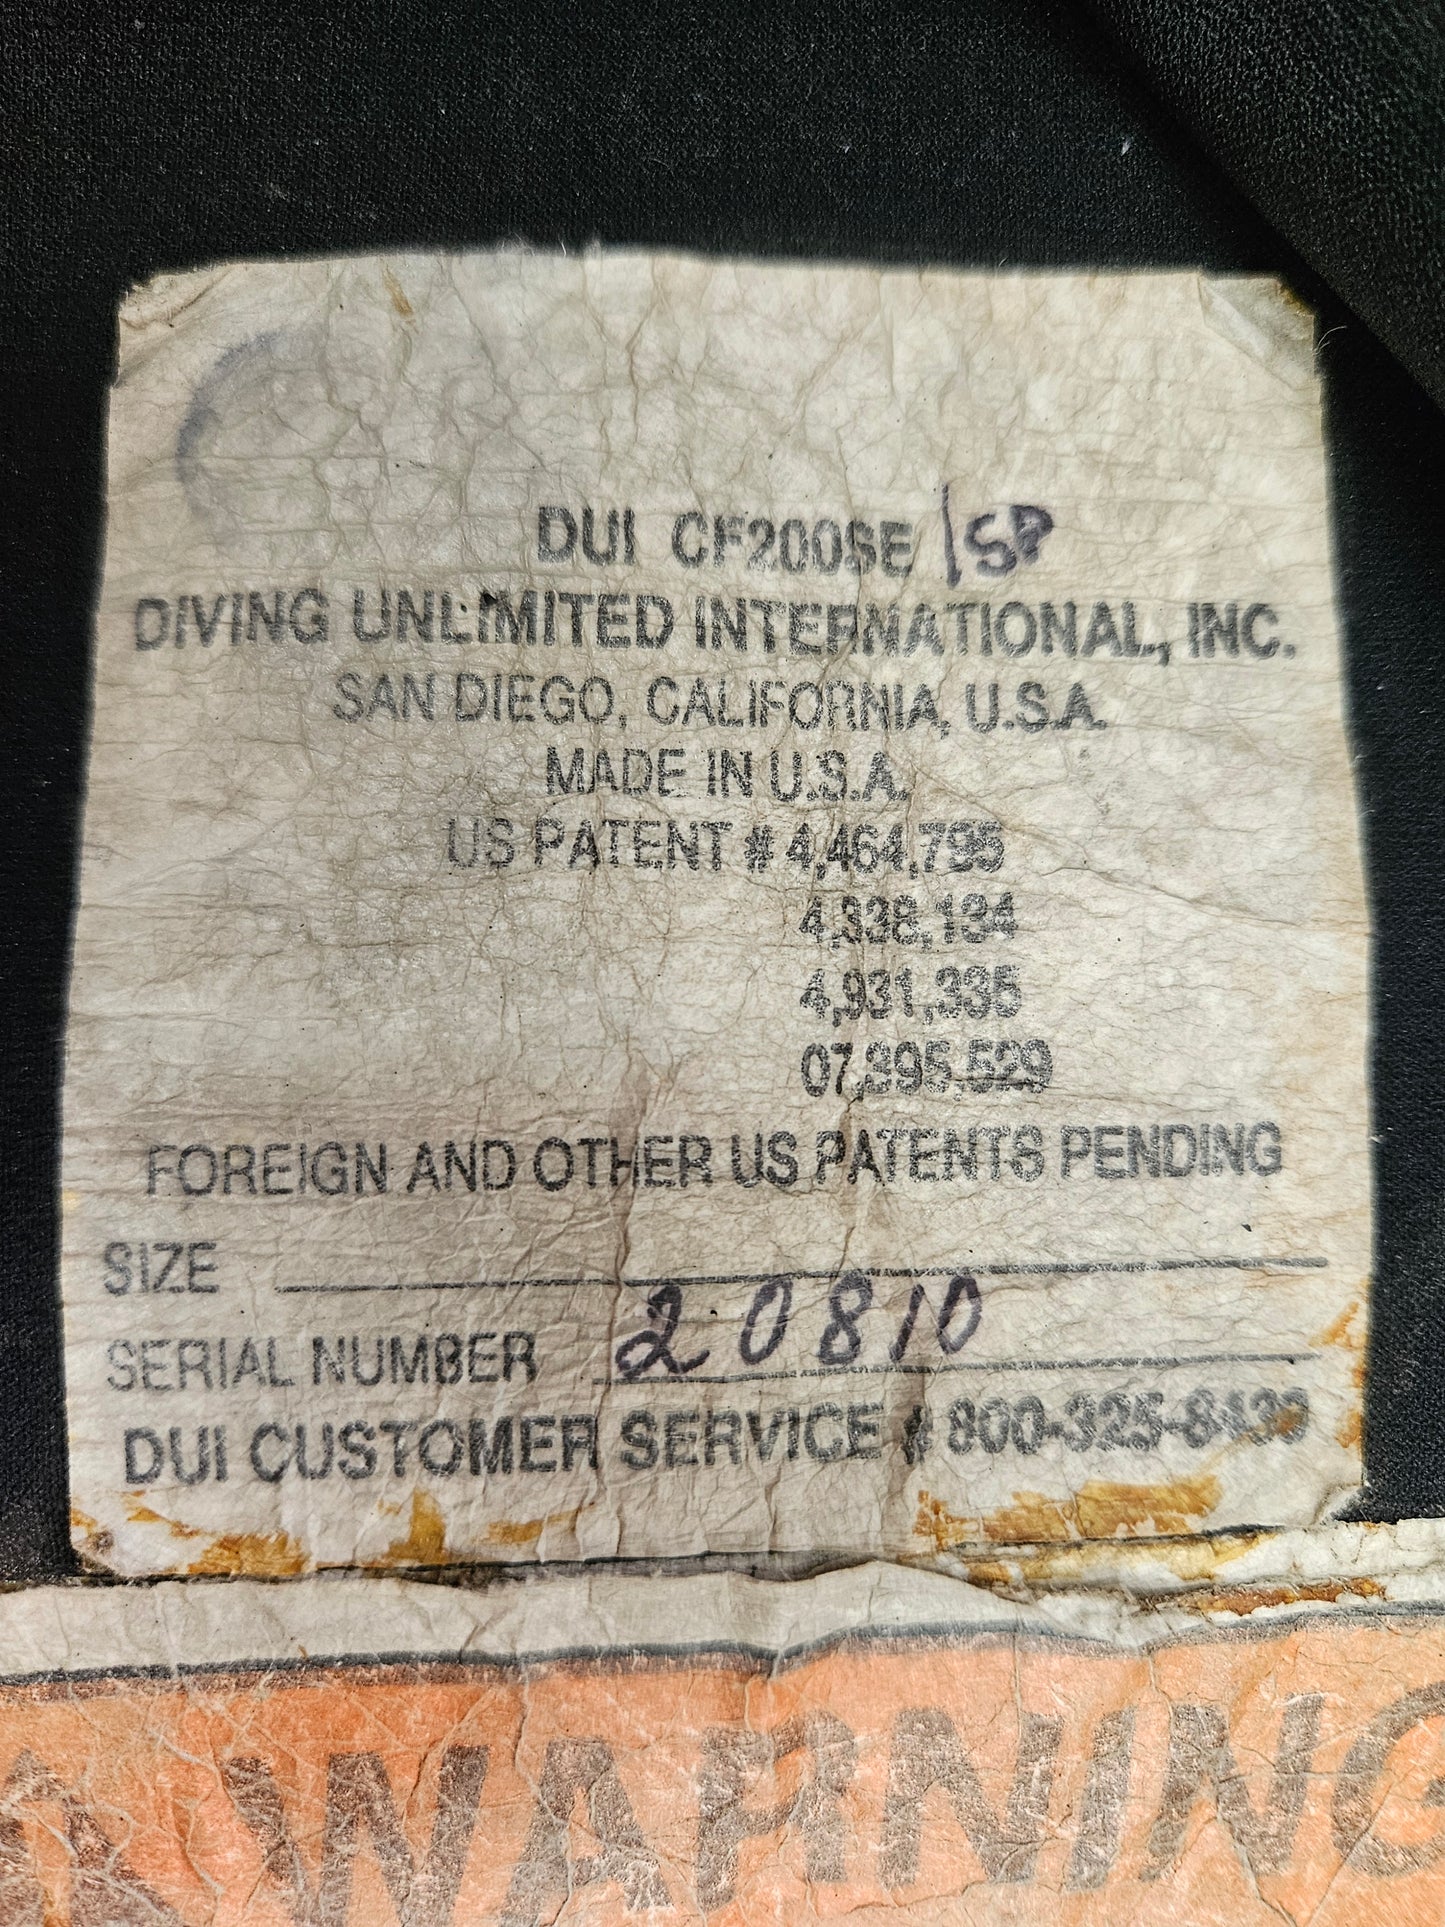 DUI CF200SE /SP
DIVING UNLIMITED INTERNATIONAL, INC.
SAN DIEGO, CALIFORNIA, U.S.A.
MADE IN U.S.A.
US PATENT # 4,464,795
4,338,134
4,931,335
07,395,529
FOREIGN AND OTHER US PATENTS PENDING
SIZE
SERIAL NUMBER 20810
DUI CUSTOMER SERVICE # 800-325-8439
WARNING